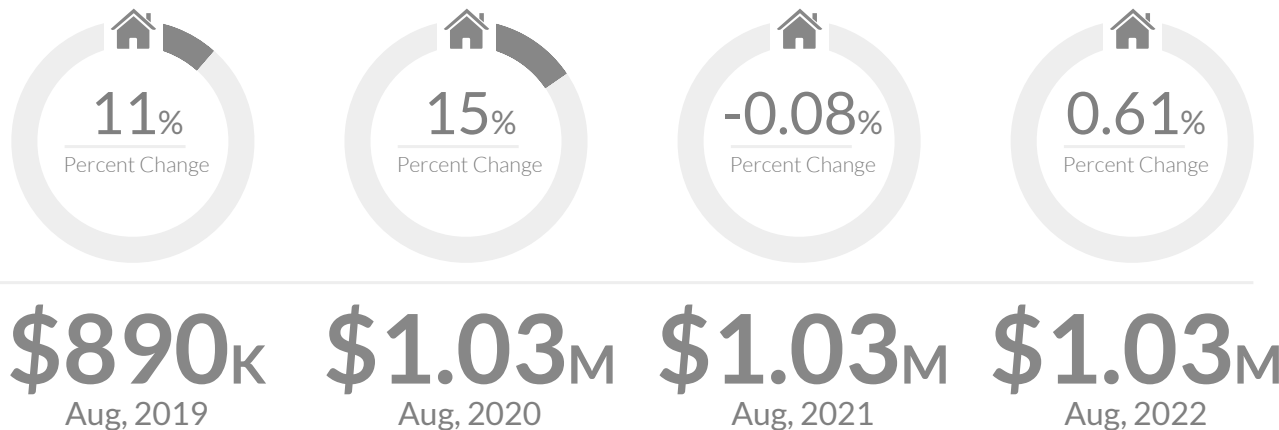 11%
Percent Change
15%
Percent Change
-0.08%
Percent Change
0.61%
Percent Change
$890K
Aug, 2019
$1.03M
Aug, 2020
$1.03M
Aug, 2021
$1.03M
Aug, 2022